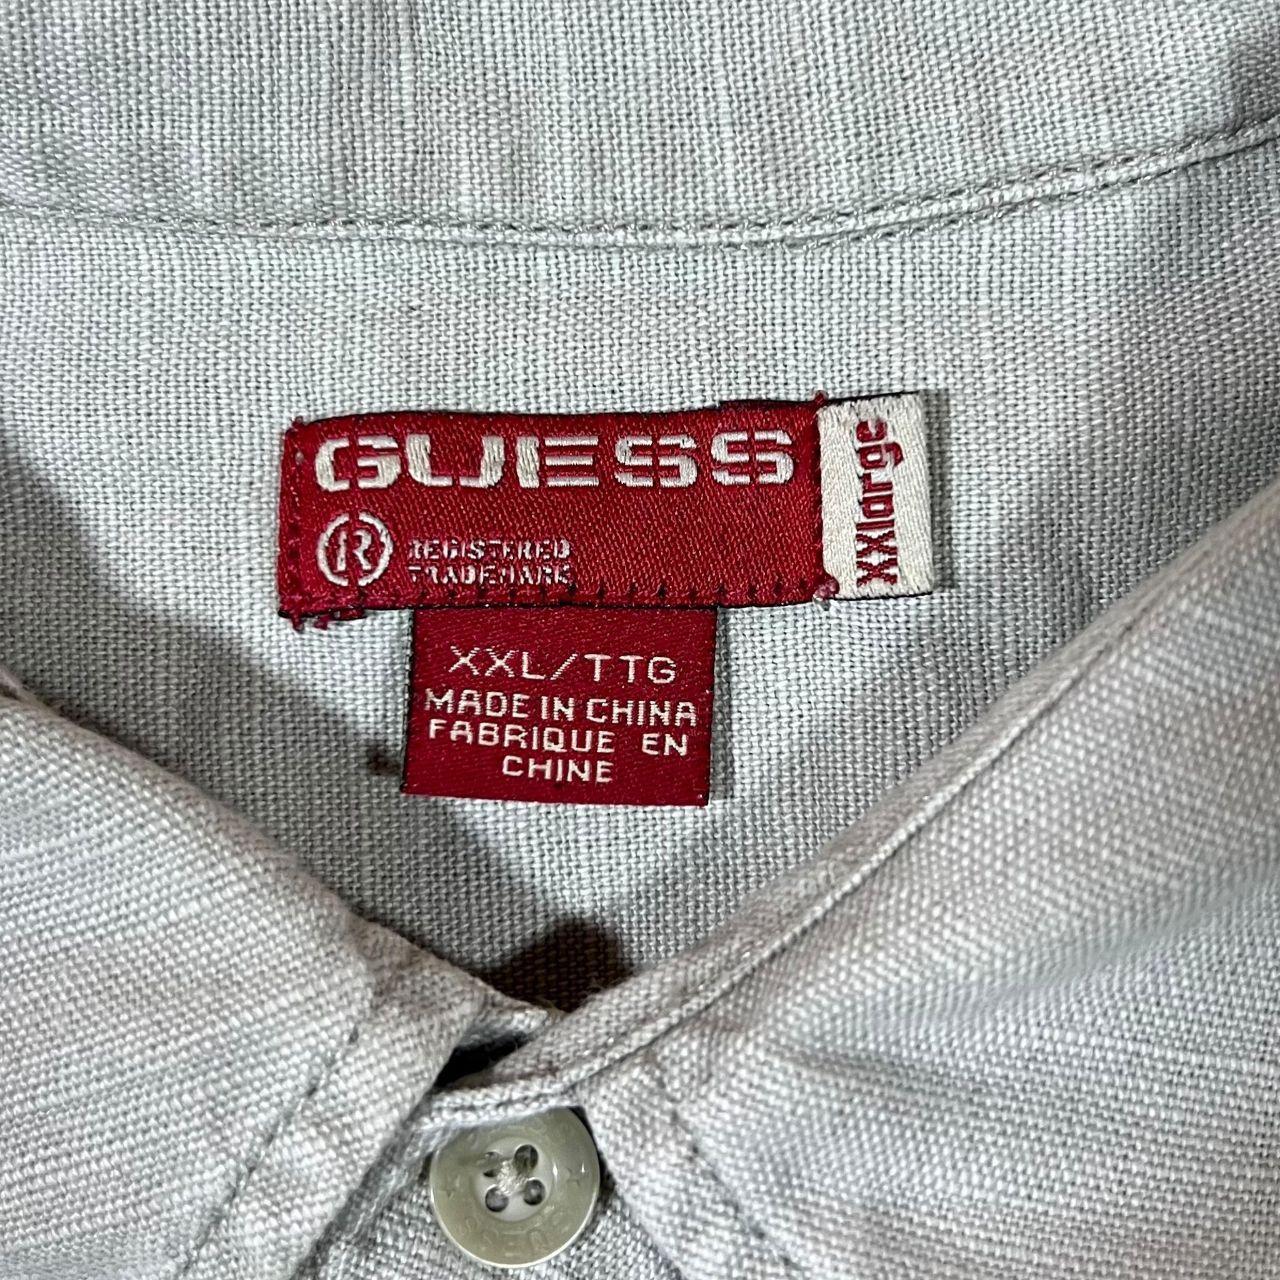 GUESS
XXlarge
R REGISTERED
TRADEMARK
XXL/TTG
MADE IN CHINA
FABRIQUE EN
CHINE